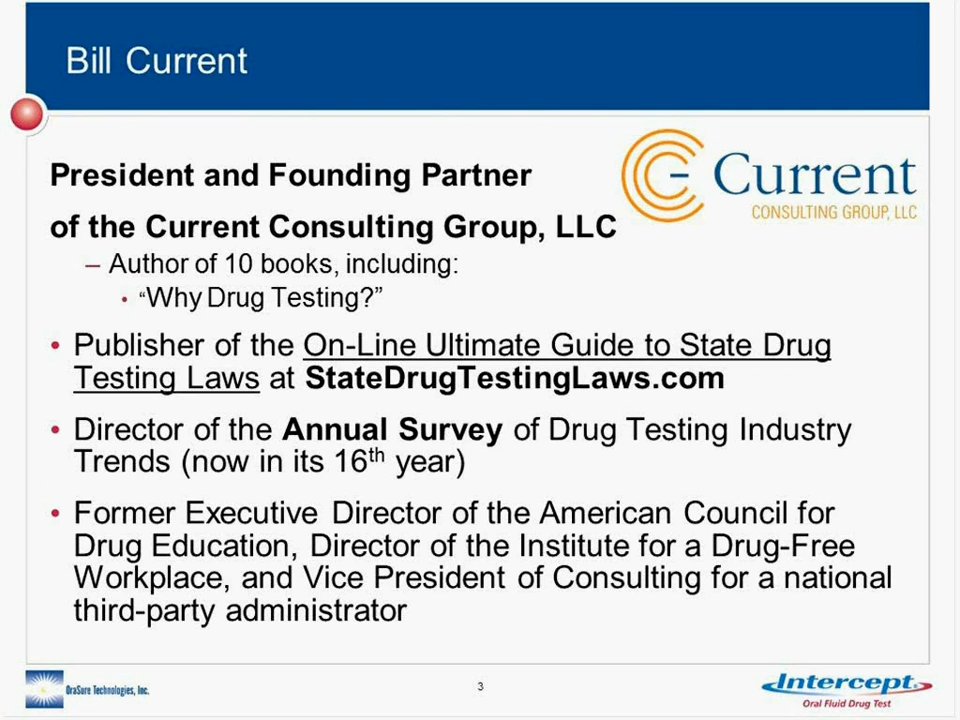 Bill Current
President and Founding Partner
of the Current Consulting Group, LLC
Current
CONSULTING GROUP, LLC
– Author of 10 books, including:
• “Why Drug Testing?”
• Publisher of the On-Line Ultimate Guide to State Drug
Testing Laws at StateDrugTestingLaws.com
• Director of the Annual Survey of Drug Testing Industry
Trends (now in its 16th year)
• Former Executive Director of the American Council for
Drug Education, Director of the Institute for a Drug-Free
Workplace, and Vice President of Consulting for a national
third-party administrator
OraSure Technologies, Inc.
3
Intercept®
Oral Fluid Drug Test